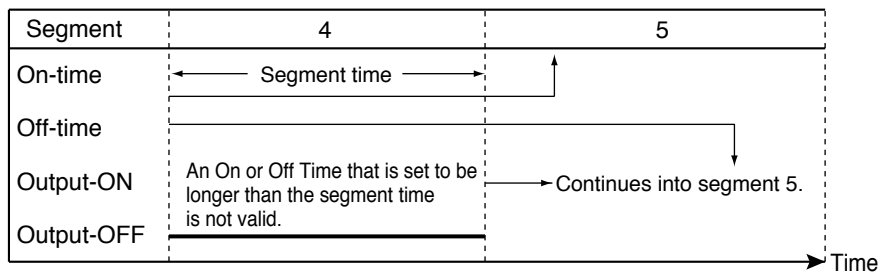 Segment 4 5
On-time Segment time
Off-time
Output-ON An On or Off Time that is set to be
longer than the segment time
is not valid.
Continues into segment 5.
Output-OFF
Time